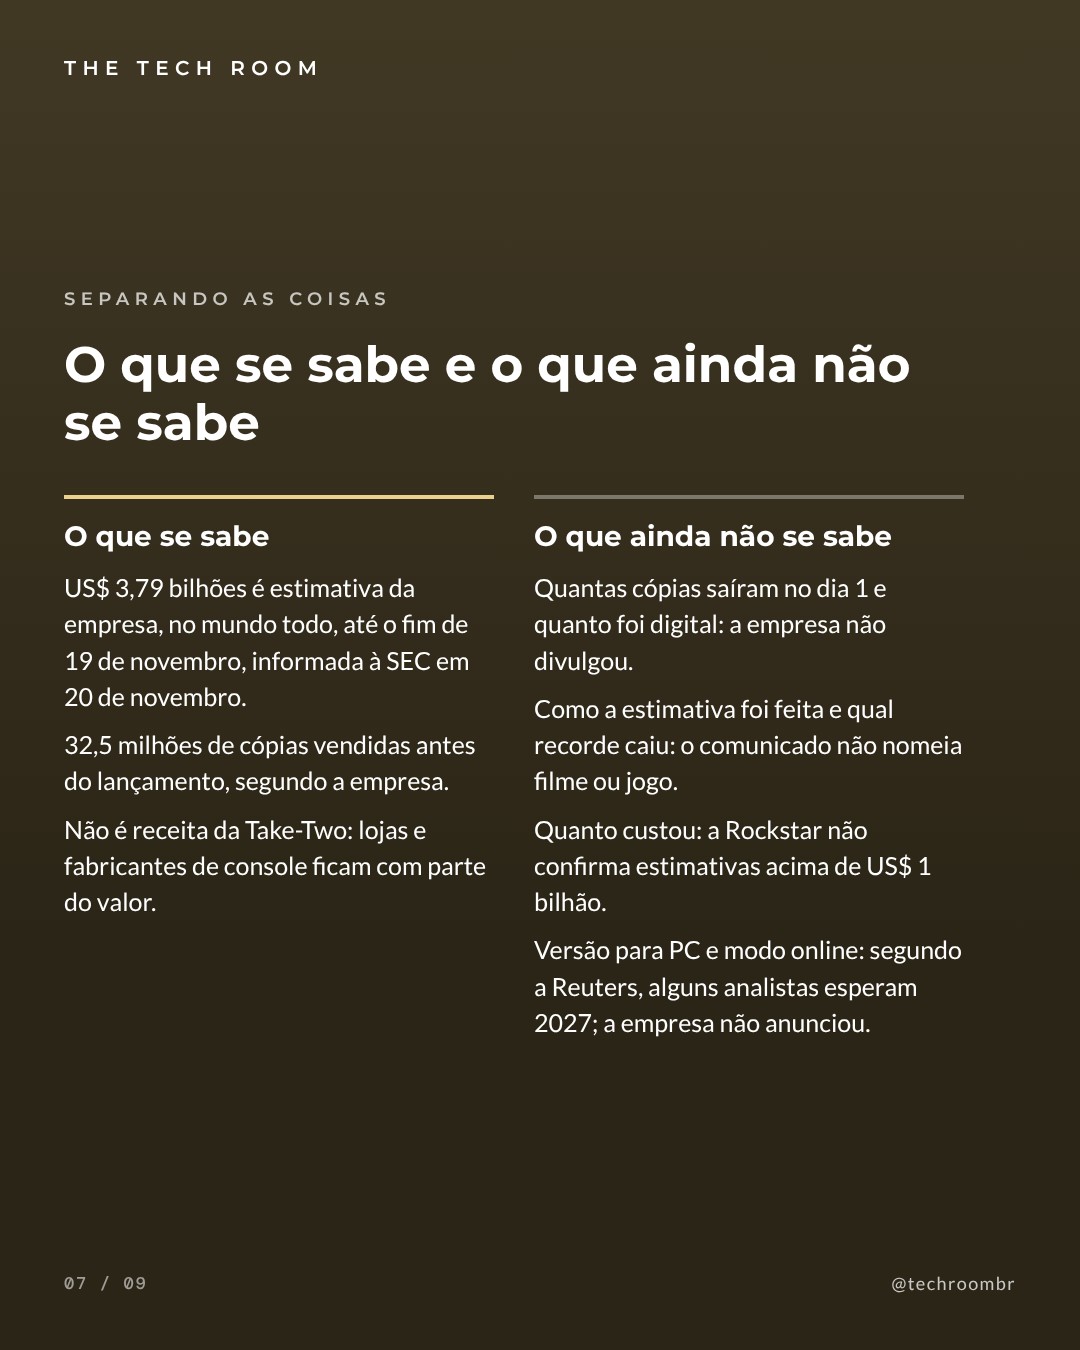 THE TECH ROOM
SEPARANDO AS COISAS
O que se sabe e o que ainda não
se sabe
O que se sabe
US$ 3,79 bilhões é estimativa da
empresa, no mundo todo, até o fim de
19 de novembro, informada à SEC em
20 de novembro.
32,5 milhões de cópias vendidas antes
do lançamento, segundo a empresa.
Não é receita da Take-Two: lojas e
fabricantes de console ficam com parte
do valor.
O que ainda não se sabe
Quantas cópias saíram no dia 1 e
quanto foi digital: a empresa não
divulgou.
Como a estimativa foi feita e qual
recorde caiu: o comunicado não nomeia
filme ou jogo.
Quanto custou: a Rockstar não
confirma estimativas acima de US$ 1
bilhão.
Versão para PC e modo online: segundo
a Reuters, alguns analistas esperam
2027; a empresa não anunciou.
07 / 09
@techroombr